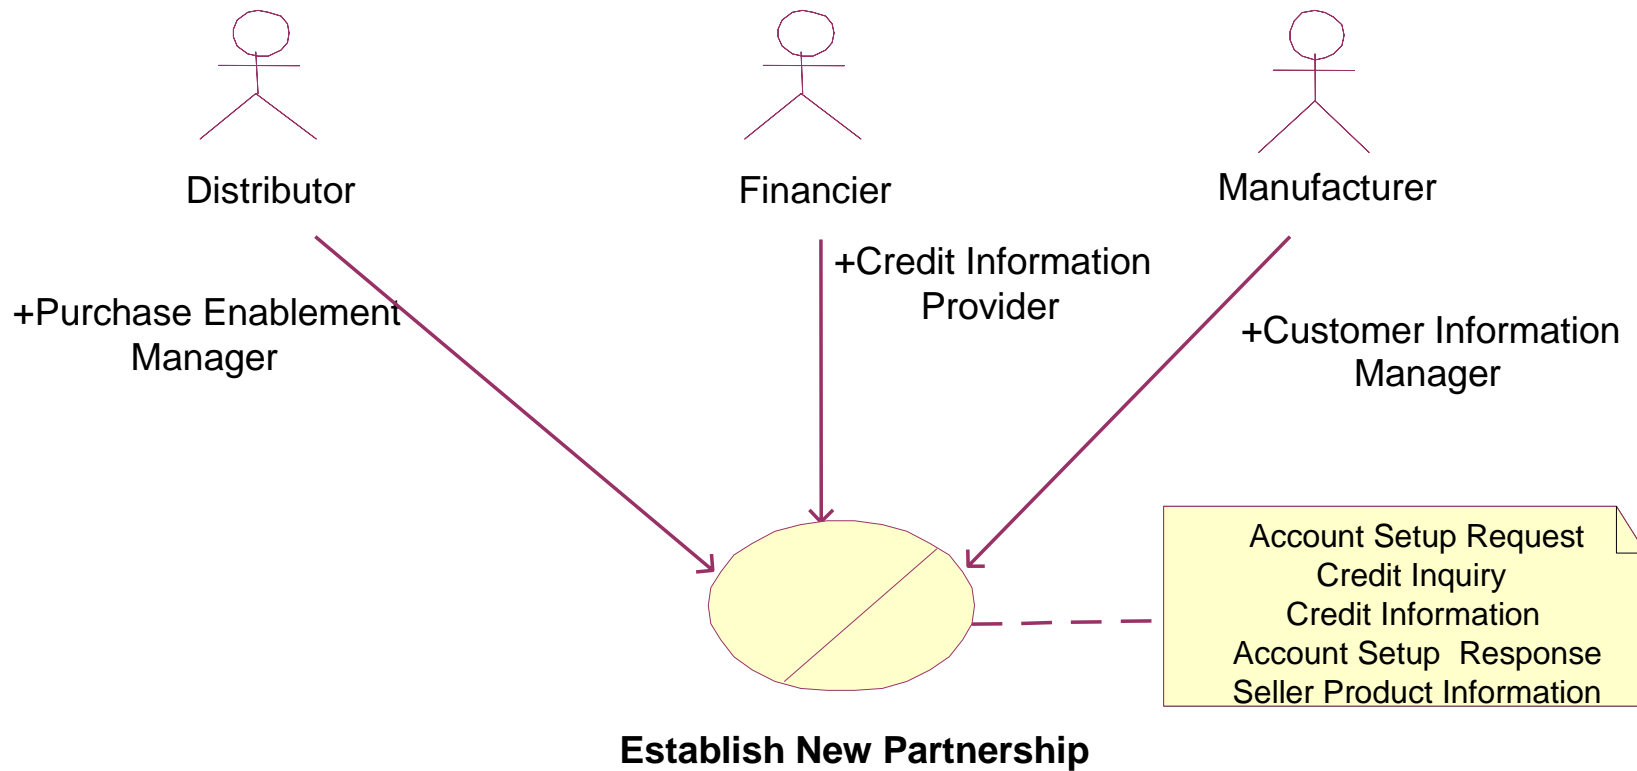 Distributor
Financier
Manufacturer
+Purchase Enablement
Manager
+Credit Information
Provider
+Customer Information
Manager
Account Setup Request
Credit Inquiry
Credit Information
Account Setup  Response
Seller Product Information
Establish New Partnership